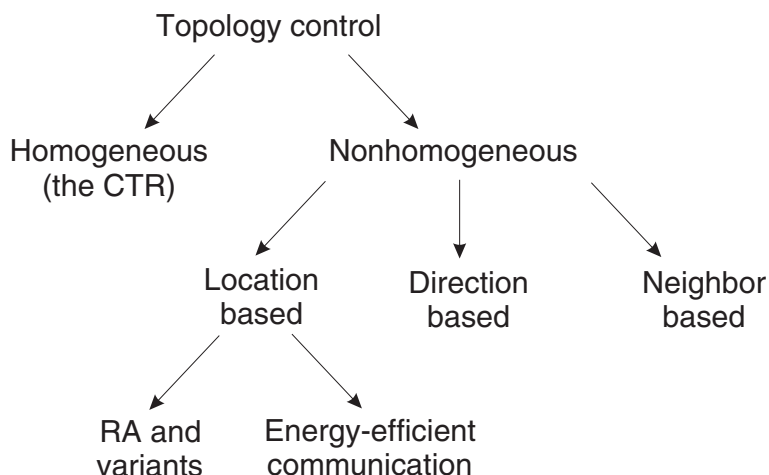 Topology control
Homogeneous
(the CTR)
Nonhomogeneous
Location
based
Direction
based
Neighbor
based
RA and
variants
Energy-efficient
communication